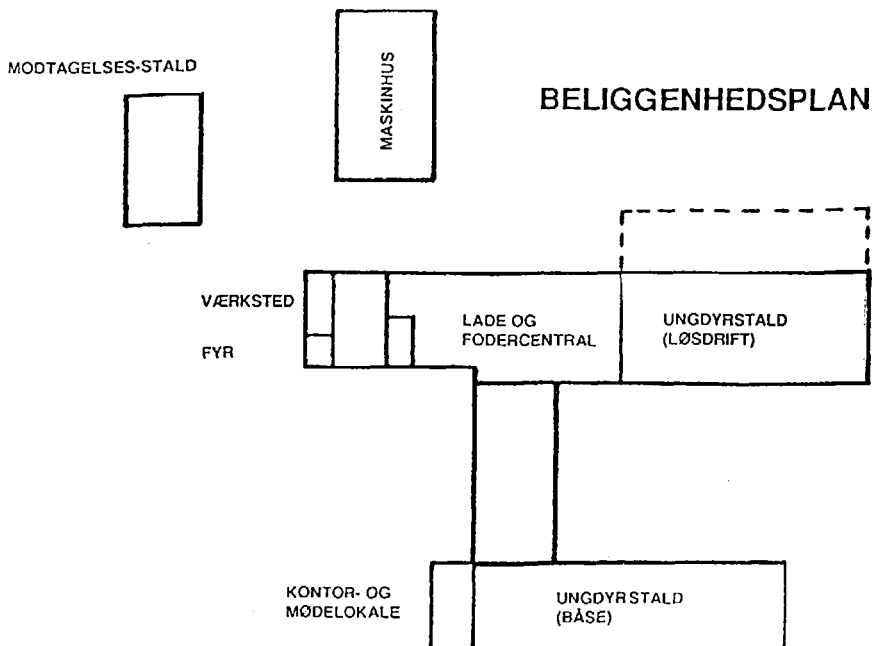 MODTAGELSES-STALD
MASKINHUS
BELIGGENHEDSPLAN
VÆRKSTED
FYR
LADE OG
FODERCENTRAL
UNGDYRSTALD
(LØSDRIFT)
KONTOR- OG
MØDELOKALE
UNGDYRSTALD
(BÅSE)